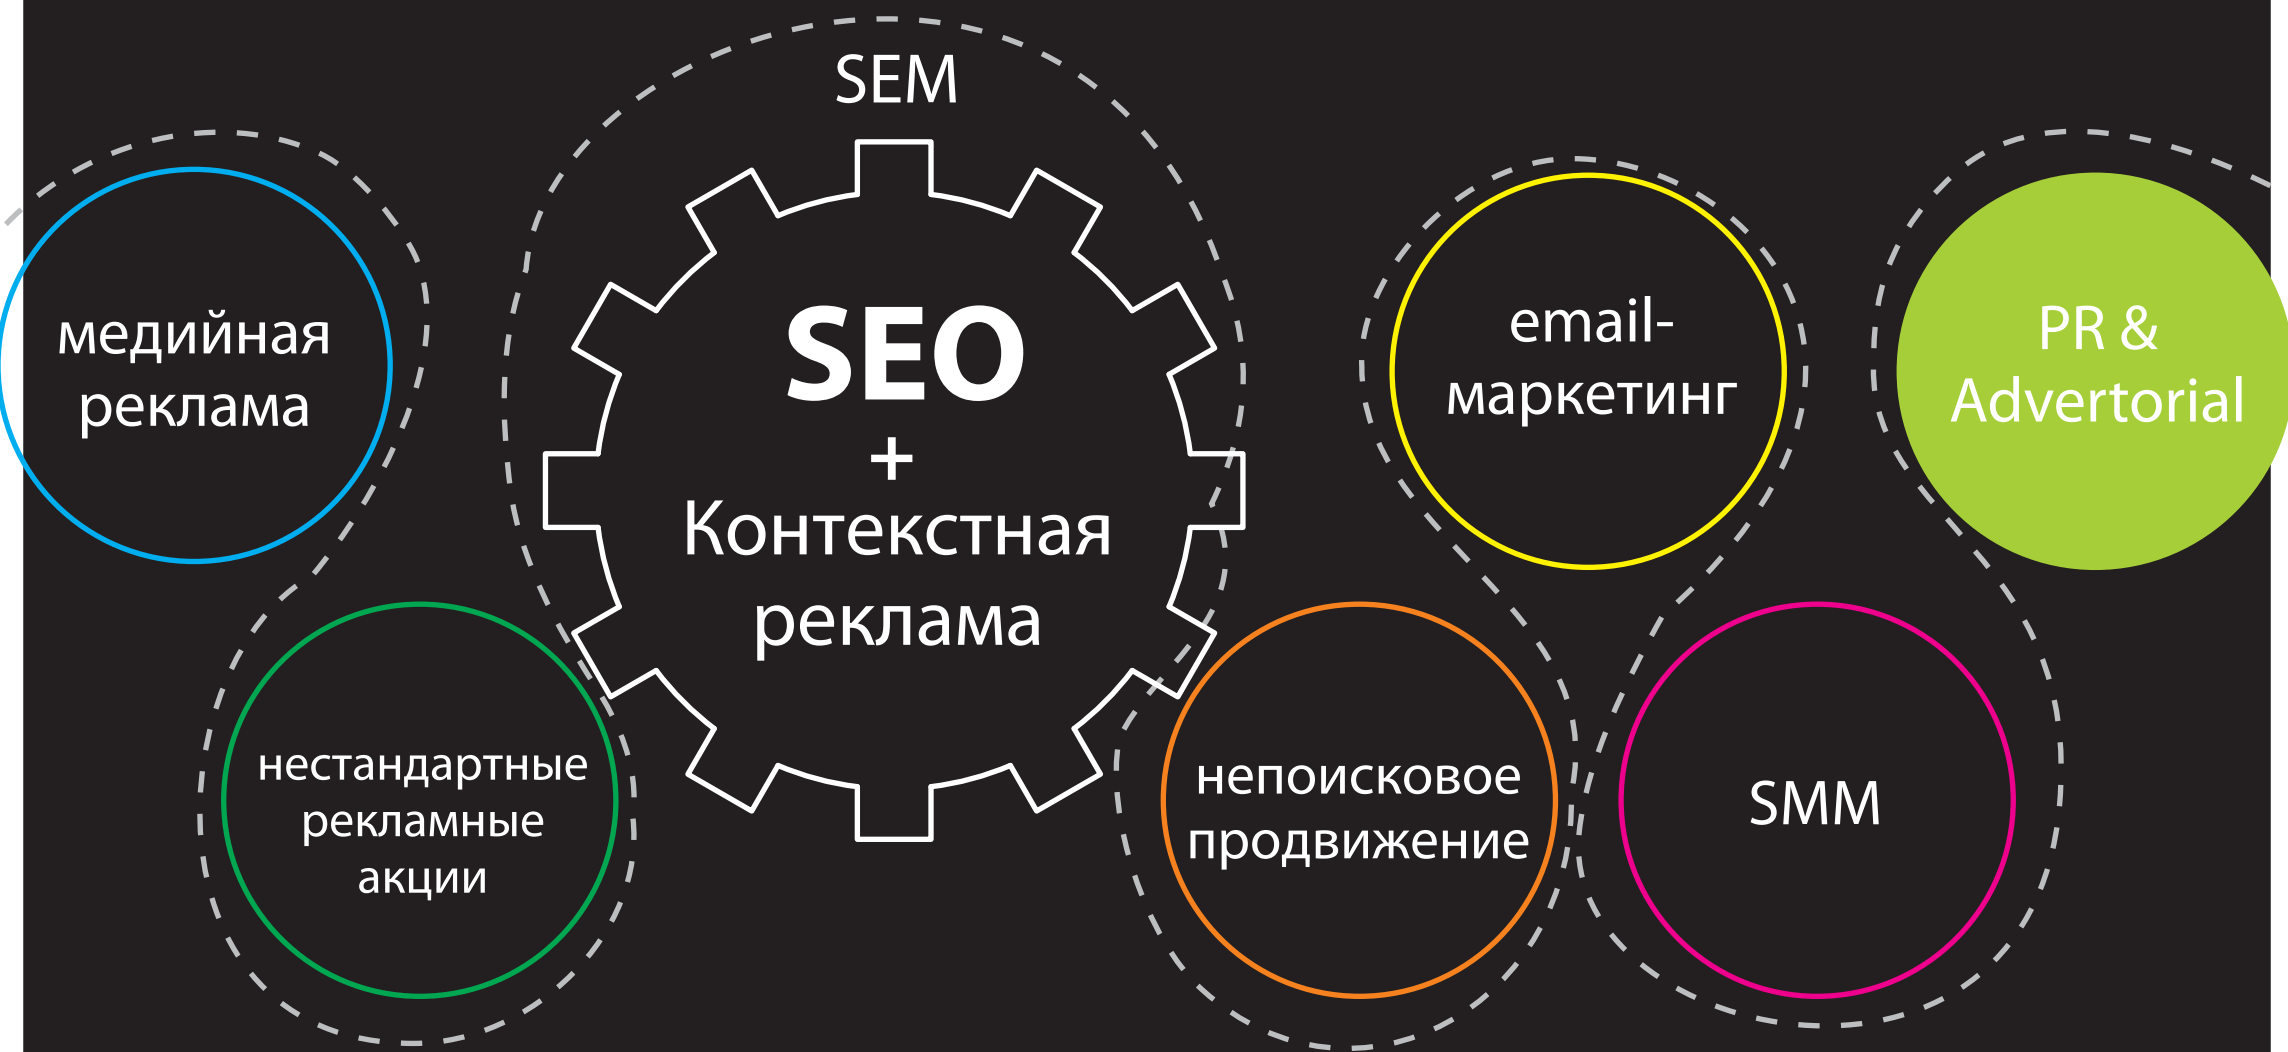 SEM
медийная
реклама
SEO
+
Контекстная
реклама
email-
маркетинг
PR &
Advertorial
нестандартные
рекламные
акции
непоисковое
продвижение
SMM